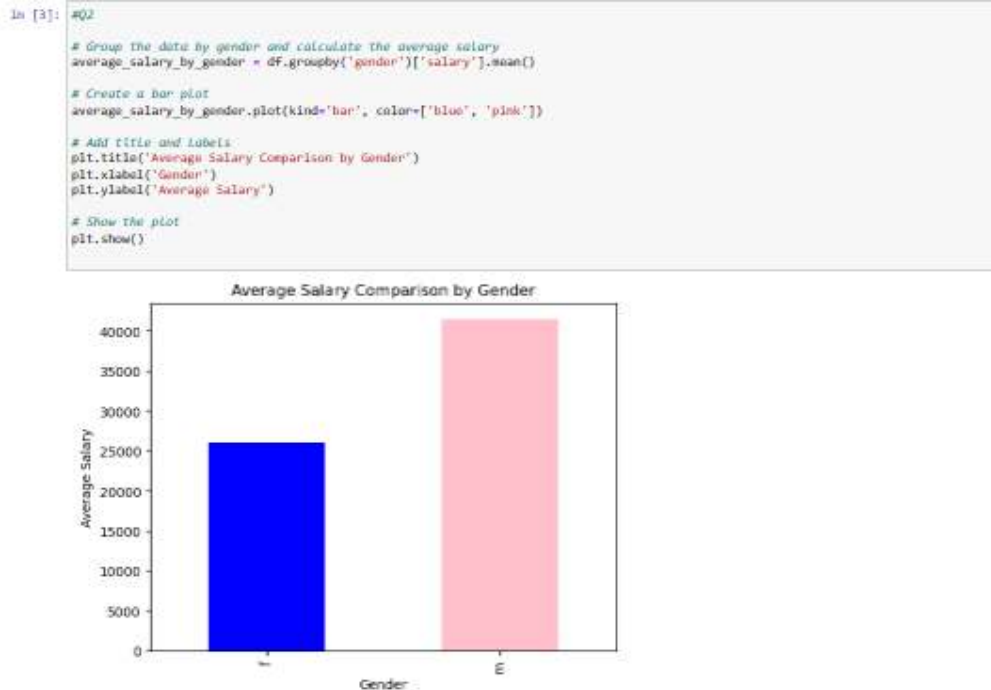 In [3]:
#Q2
# Group the data by gender and calculate the average salary
average_salary_by_gender = df.groupby('gender')['salary'].mean()
# Create a bar plot
average_salary_by_gender.plot(kind='bar', color=['blue', 'pink'])
# Add title and labels
plt.title('Average Salary Comparison by Gender')
plt.xlabel('Gender')
plt.ylabel('Average Salary')
# Show the plot
plt.show()
Average Salary Comparison by Gender
40000
35000
30000
25000
20000
15000
10000
5000
0
Average Salary
f
m
Gender